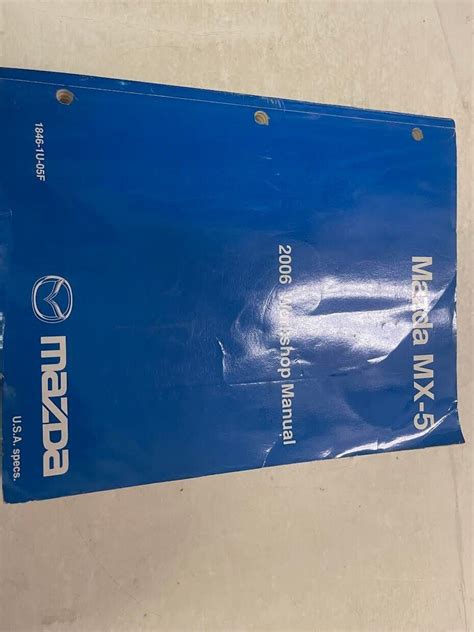 Mazda MX-5
2006 Workshop Manual
1846-1U-05F
mazda
U.S.A. specs.